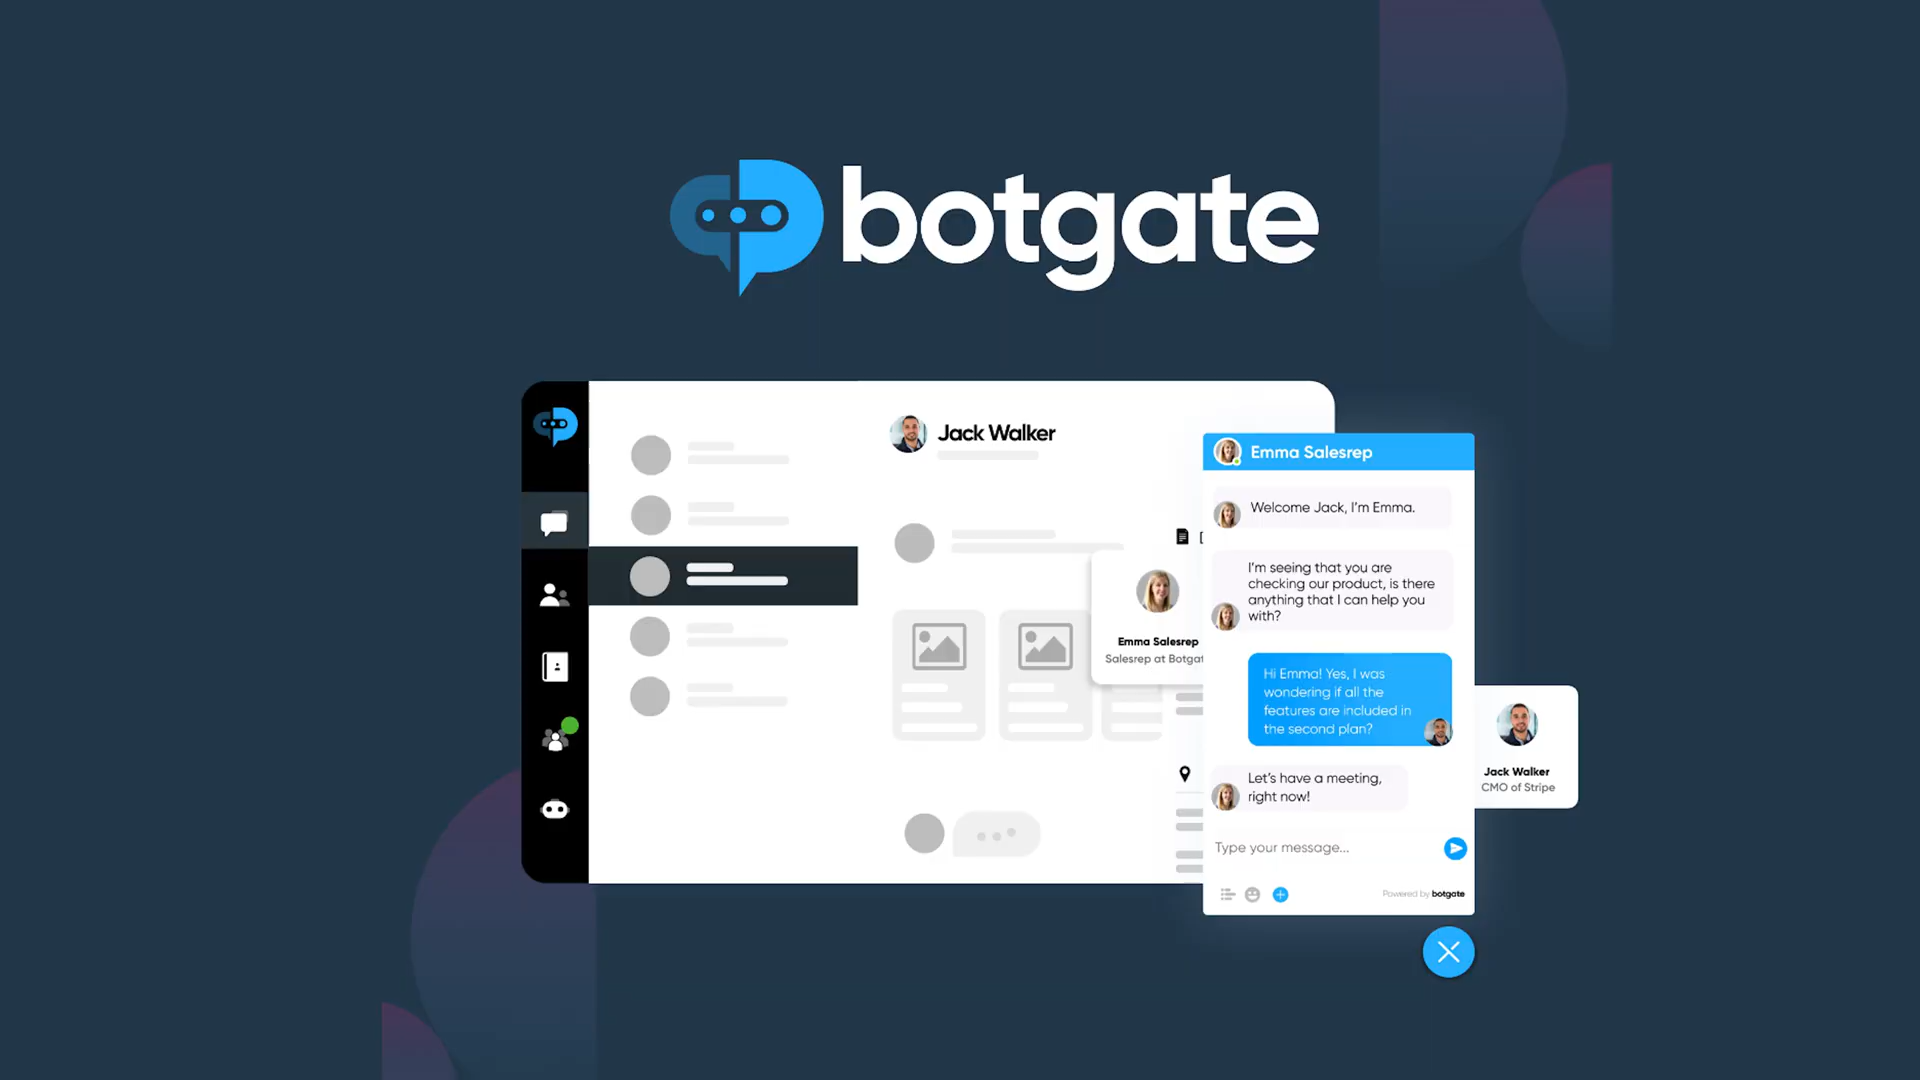 botgate
Jack Walker
Emma Salesrep
Welcome Jack, I'm Emma.
I'm seeing that you are
checking our product, is there
anything that I can help you
with?
Emma Salesrep
Salesrep at Botgat
Hi Emma! Yes, I was
wondering if all the
features are included in
the second plan?
Jack Walker
CMO of Stripe
Let's have a meeting,
right now!
Type your message...
Powered by botgate